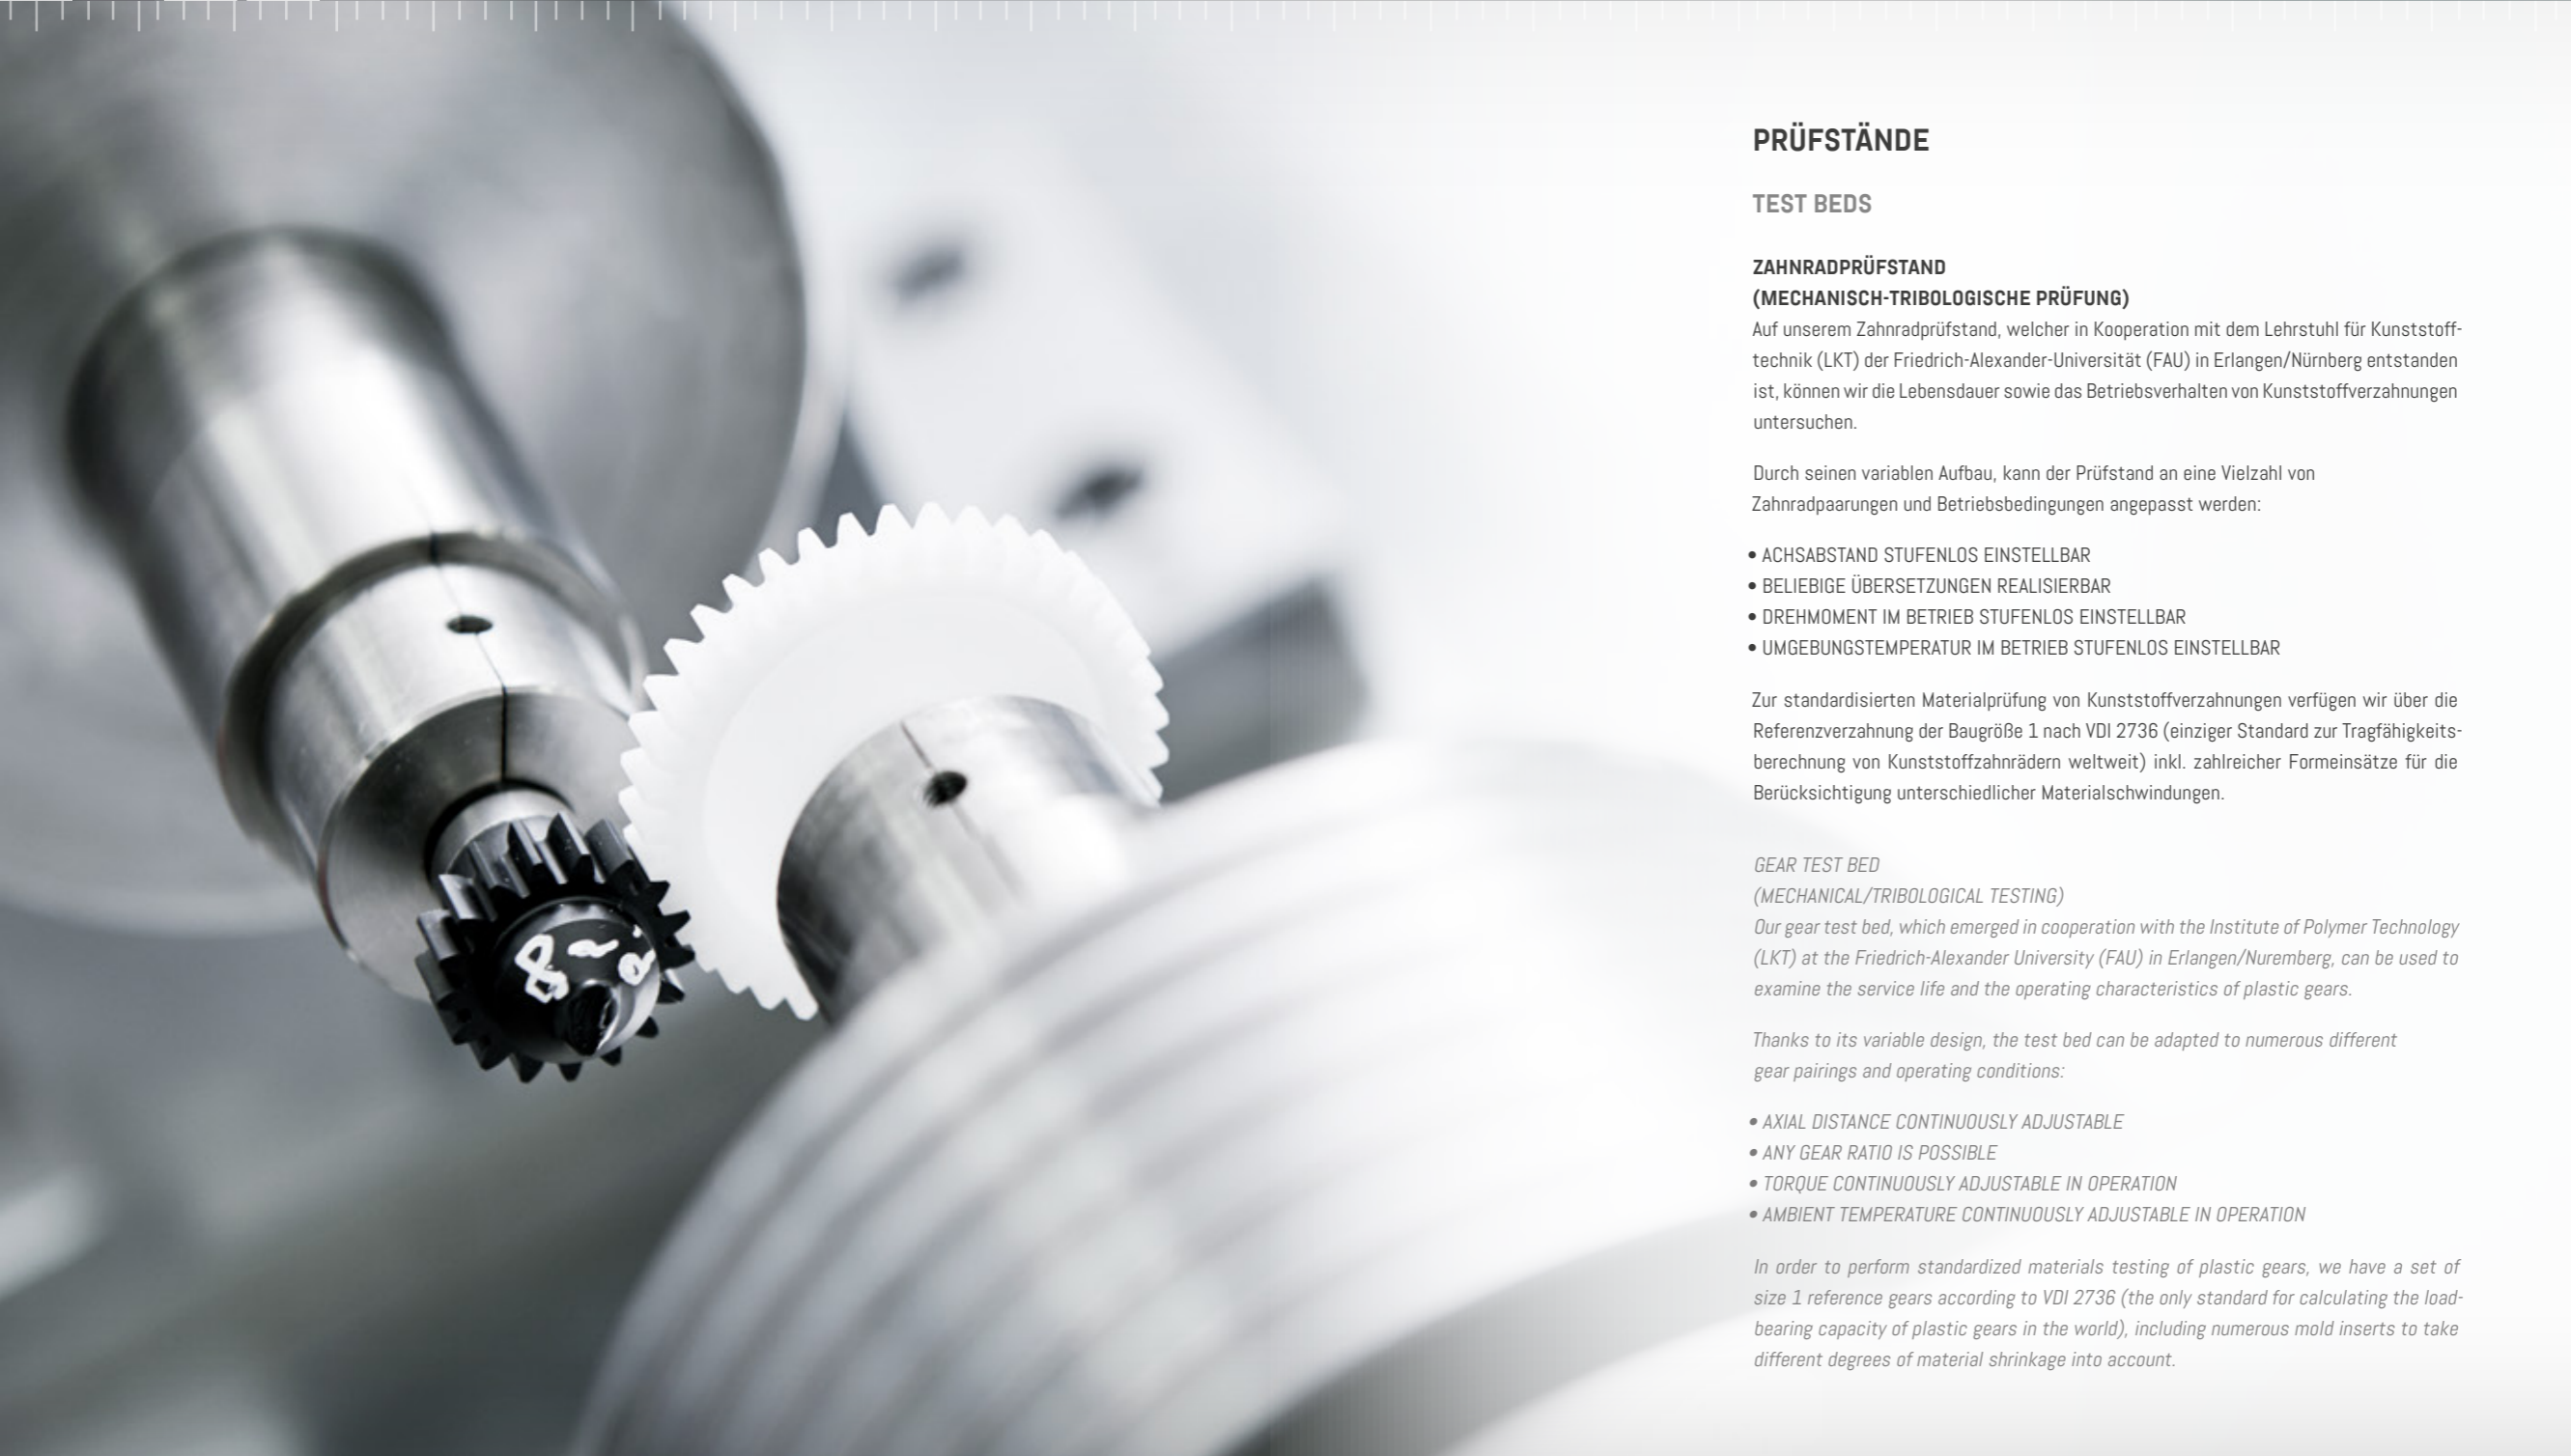 PRÜFSTÄNDE
TEST BEDS
ZAHNRADPRÜFSTAND
(MECHANISCH-TRIBOLOGISCHE PRÜFUNG)
Auf unserem Zahnradprüfstand, welcher in Kooperation mit dem Lehrstuhl für Kunststoff-
technik (LKT) der Friedrich-Alexander-Universität (FAU) in Erlangen/Nürnberg entstanden
ist, können wir die Lebensdauer sowie das Betriebsverhalten von Kunststoffverzahnungen
untersuchen.
Durch seinen variablen Aufbau, kann der Prüfstand an eine Vielzahl von
Zahnradpaarungen und Betriebsbedingungen angepasst werden:
• ACHSABSTAND STUFENLOS EINSTELLBAR
• BELIEBIGE ÜBERSETZUNGEN REALISIERBAR
• DREHMOMENT IM BETRIEB STUFENLOS EINSTELLBAR
• UMGEBUNGSTEMPERATUR IM BETRIEB STUFENLOS EINSTELLBAR
Zur standardisierten Materialprüfung von Kunststoffverzahnungen verfügen wir über die
Referenzverzahnung der Baugröße 1 nach VDI 2736 (einziger Standard zur Tragfähigkeits-
berechnung von Kunststoffzahnrädern weltweit) inkl. zahlreicher Formeinsätze für die
Berücksichtigung unterschiedlicher Materialschwindungen.
GEAR TEST BED
(MECHANICAL/TRIBOLOGICAL TESTING)
Our gear test bed, which emerged in cooperation with the Institute of Polymer Technology
(LKT) at the Friedrich-Alexander University (FAU) in Erlangen/Nuremberg, can be used to
examine the service life and the operating characteristics of plastic gears.
Thanks to its variable design, the test bed can be adapted to numerous different
gear pairings and operating conditions:
• AXIAL DISTANCE CONTINUOUSLY ADJUSTABLE
• ANY GEAR RATIO IS POSSIBLE
• TORQUE CONTINUOUSLY ADJUSTABLE IN OPERATION
• AMBIENT TEMPERATURE CONTINUOUSLY ADJUSTABLE IN OPERATION
In order to perform standardized materials testing of plastic gears, we have a set of
size 1 reference gears according to VDI 2736 (the only standard for calculating the load-
bearing capacity of plastic gears in the world), including numerous mold inserts to take
different degrees of material shrinkage into account.